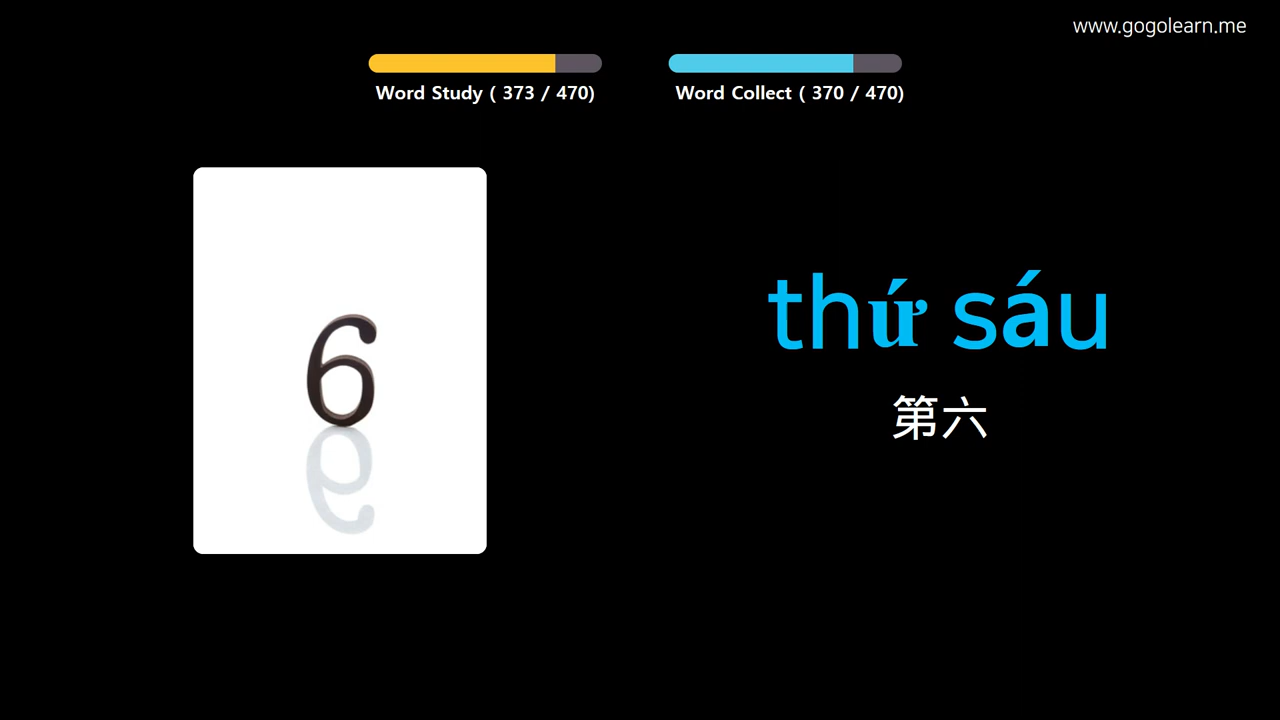 www.gogolearn.me
Word Study ( 373 / 470)
Word Collect ( 370 / 470)
6
thứ sáu
第六